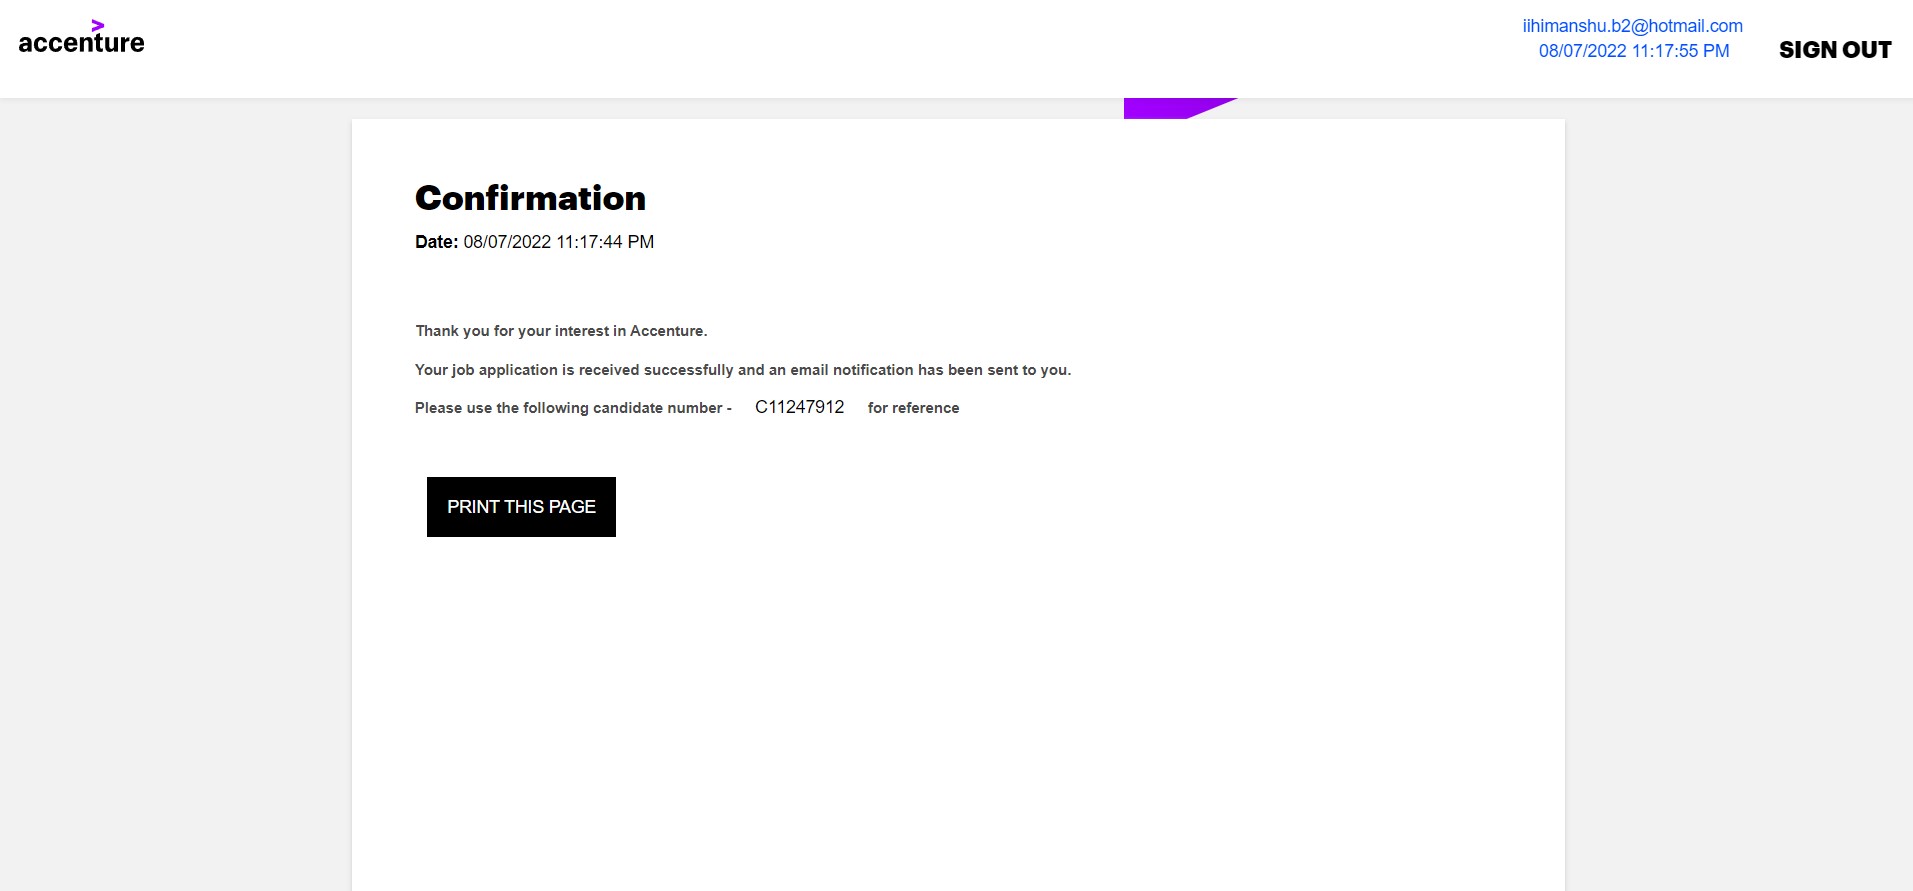 accenture
iihimanshu.b2@hotmail.com
08/07/2022 11:17:55 PM
SIGN OUT
Confirmation
Date: 08/07/2022 11:17:44 PM
Thank you for your interest in Accenture.
Your job application is received successfully and an email notification has been sent to you.
Please use the following candidate number - C11247912 for reference
PRINT THIS PAGE